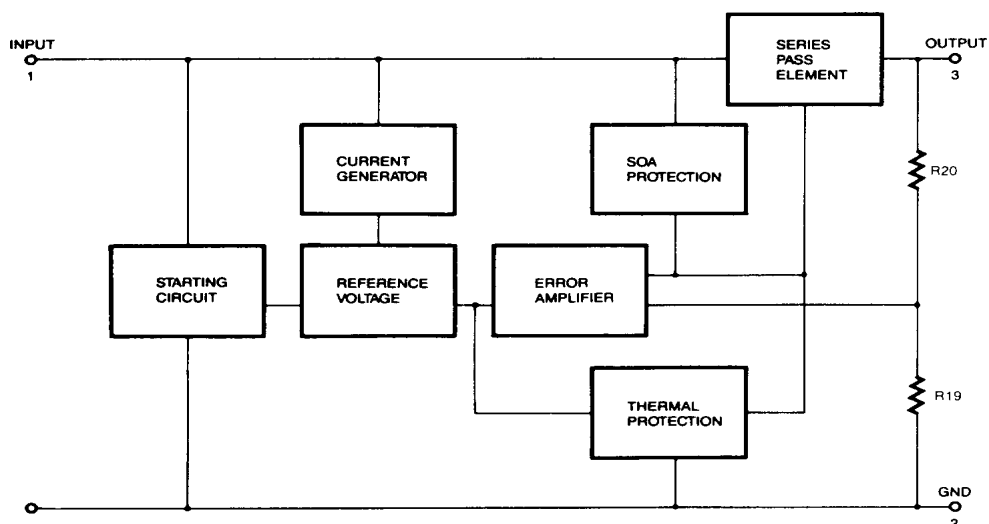 INPUT
1
SERIES
PASS
ELEMENT
OUTPUT
3
CURRENT
GENERATOR
SOA
PROTECTION
R20
STARTING
CIRCUIT
REFERENCE
VOLTAGE
ERROR
AMPLIFIER
THERMAL
PROTECTION
R19
GND
2